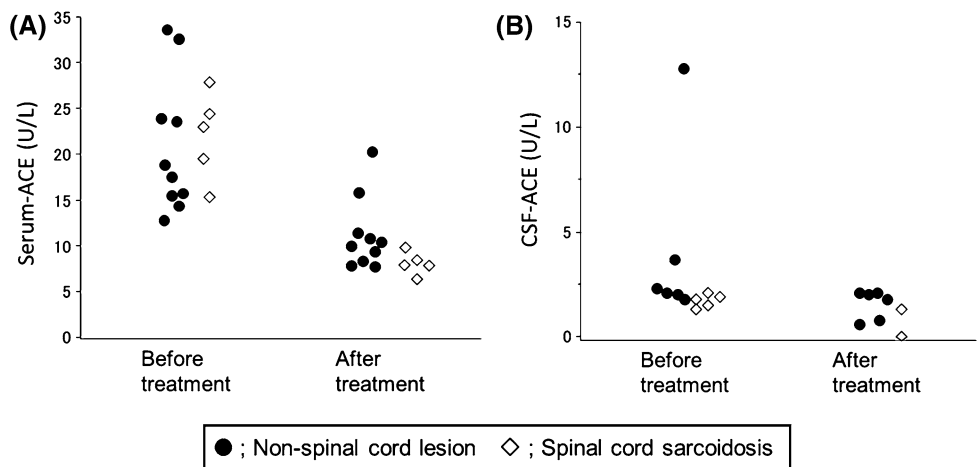 (A)
Serum-ACE (U/L)
35
30
25
20
15
10
5
0
Before
treatment
After
treatment
(B)
CSF-ACE (U/L)
15
10
5
0
Before
treatment
After
treatment
; Non-spinal cord lesion ; Spinal cord sarcoidosis